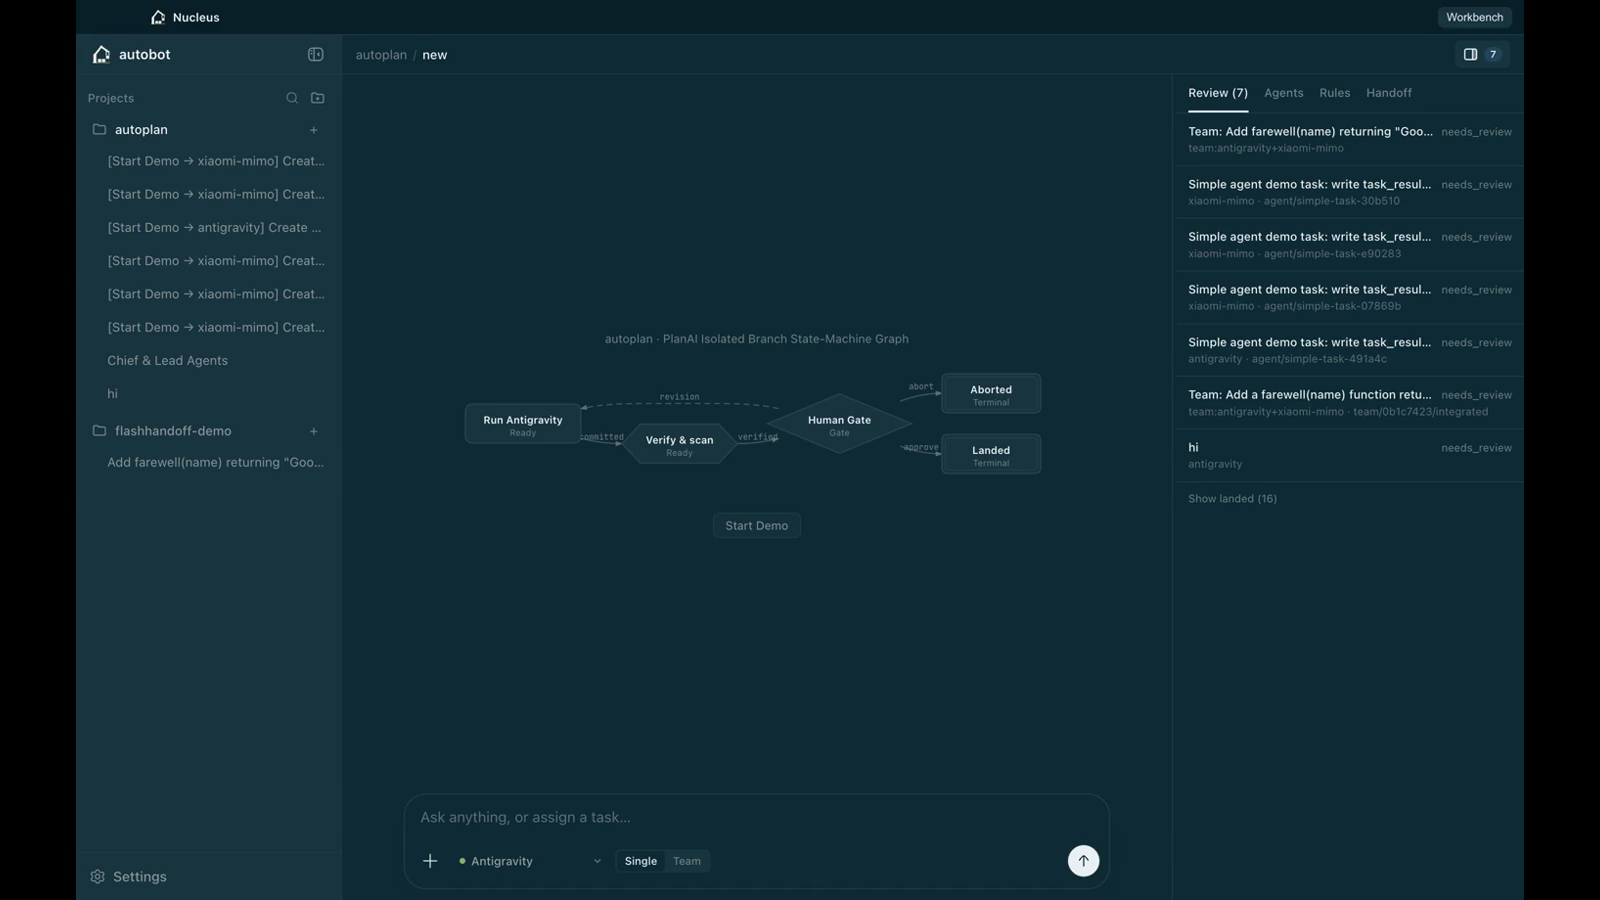 Nucleus
Workbench
autobot
autoplan / new
7
Projects
autoplan
[Start Demo → xiaomi-mimo] Creat...
[Start Demo → xiaomi-mimo] Creat...
[Start Demo → antigravity] Create ...
[Start Demo → xiaomi-mimo] Creat...
[Start Demo → xiaomi-mimo] Creat...
[Start Demo → xiaomi-mimo] Creat...
Chief & Lead Agents
hi
flashhandoff-demo
Add farewell(name) returning "Goo...
Settings
autoplan · PlanAI Isolated Branch State-Machine Graph
revision
Run Antigravity
Ready
committed
Verify & scan
Ready
verified
Human Gate
Gate
abort
Aborted
Terminal
approve
Landed
Terminal
Start Demo
Ask anything, or assign a task...
Antigravity
Single
Team
Review (7)
Agents
Rules
Handoff
Team: Add farewell(name) returning "Goo... needs_review
team:antigravity+xiaomi-mimo
Simple agent demo task: write task_resul... needs_review
xiaomi-mimo · agent/simple-task-30b510
Simple agent demo task: write task_resul... needs_review
xiaomi-mimo · agent/simple-task-e90283
Simple agent demo task: write task_resul... needs_review
xiaomi-mimo · agent/simple-task-07869b
Simple agent demo task: write task_resul... needs_review
antigravity · agent/simple-task-491a4c
Team: Add a farewell(name) function retu... needs_review
team:antigravity+xiaomi-mimo · team/0b1c7423/integrated
hi needs_review
antigravity
Show landed (16)